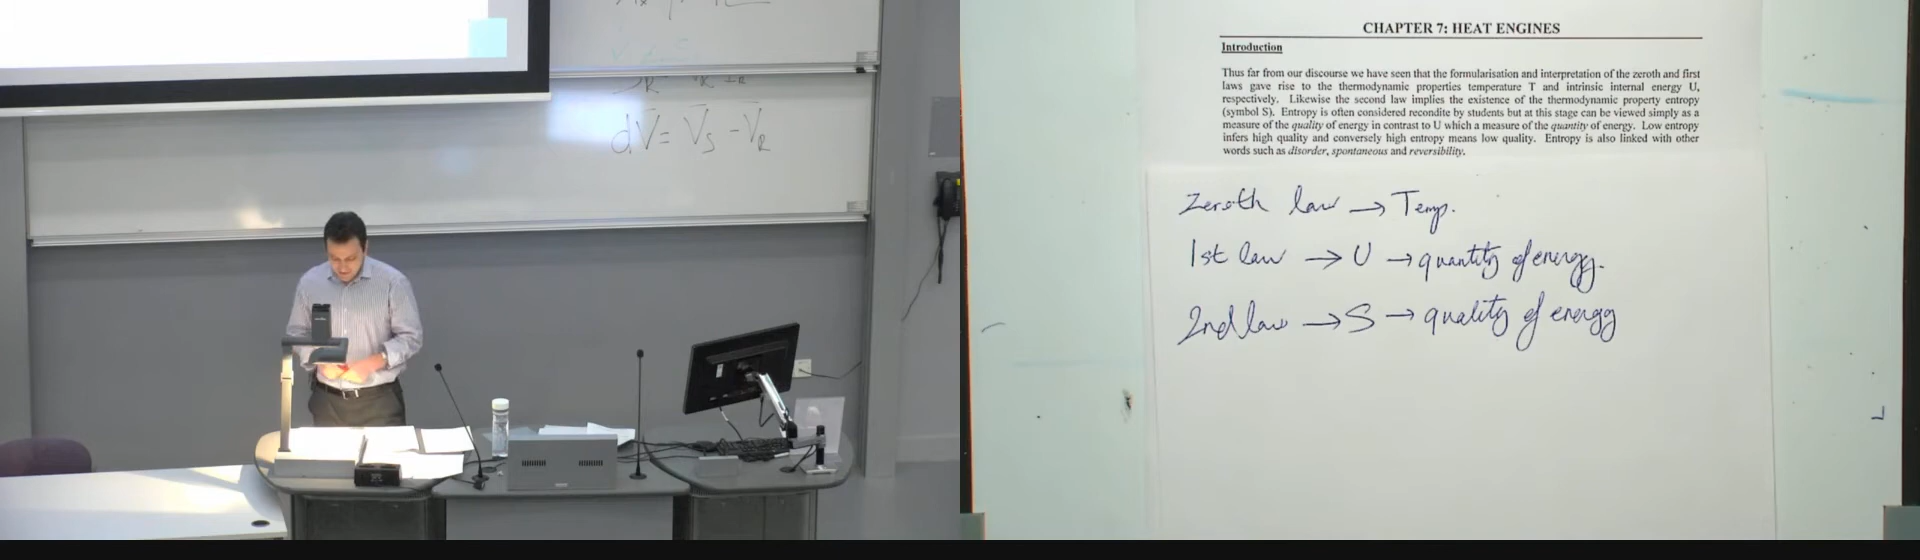 dV = V_S - V_R
CHAPTER 7: HEAT ENGINES
Introduction
Thus far from our discourse we have seen that the formularisation and interpretation of the zeroth and first
laws gave rise to the thermodynamic properties temperature T and intrinsic internal energy U,
respectively. Likewise the second law implies the existence of the thermodynamic property entropy
(symbol S). Entropy is often considered recondite by students but at this stage can be viewed simply as a
measure of the quality of energy in contrast to U which a measure of the quantity of energy. Low entropy
infers high quality and conversely high entropy means low quality. Entropy is also linked with other
words such as disorder, spontaneous and reversibility.
Zeroth law → Temp.
1st law → U → quantity of energy.
2nd law → S → quality of energy